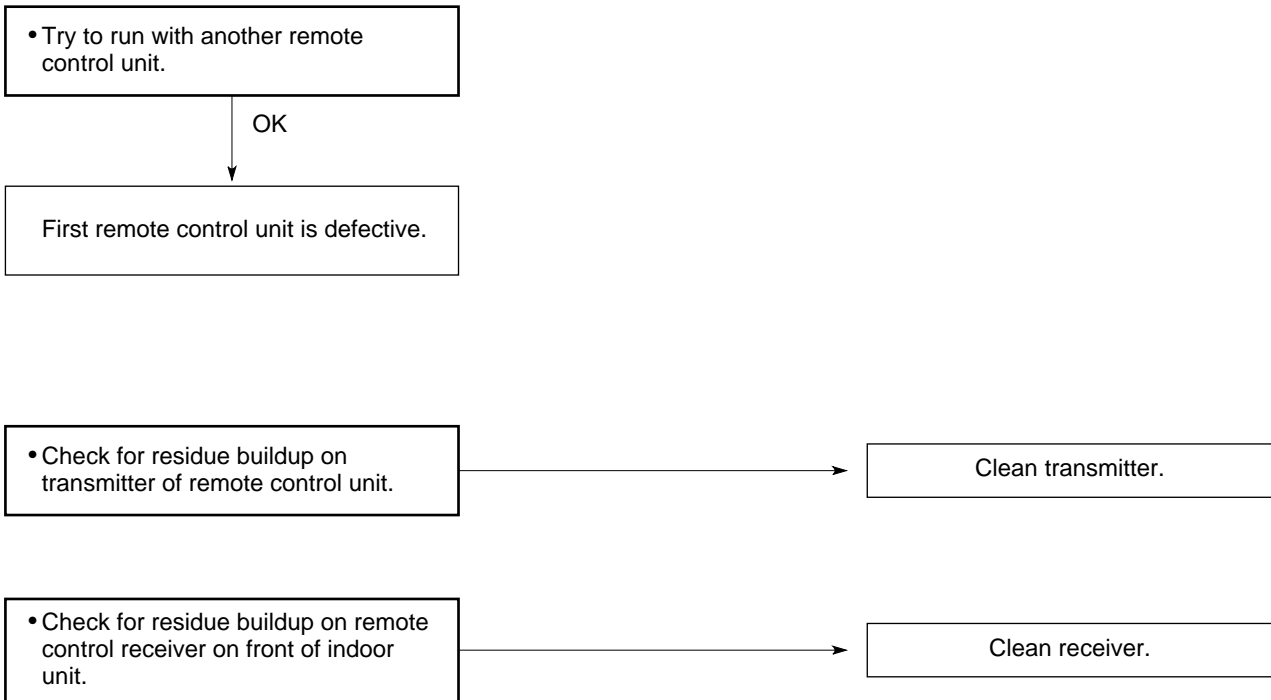 • Try to run with another remote
control unit.
OK
First remote control unit is defective.
• Check for residue buildup on
transmitter of remote control unit.
Clean transmitter.
• Check for residue buildup on remote
control receiver on front of indoor
unit.
Clean receiver.